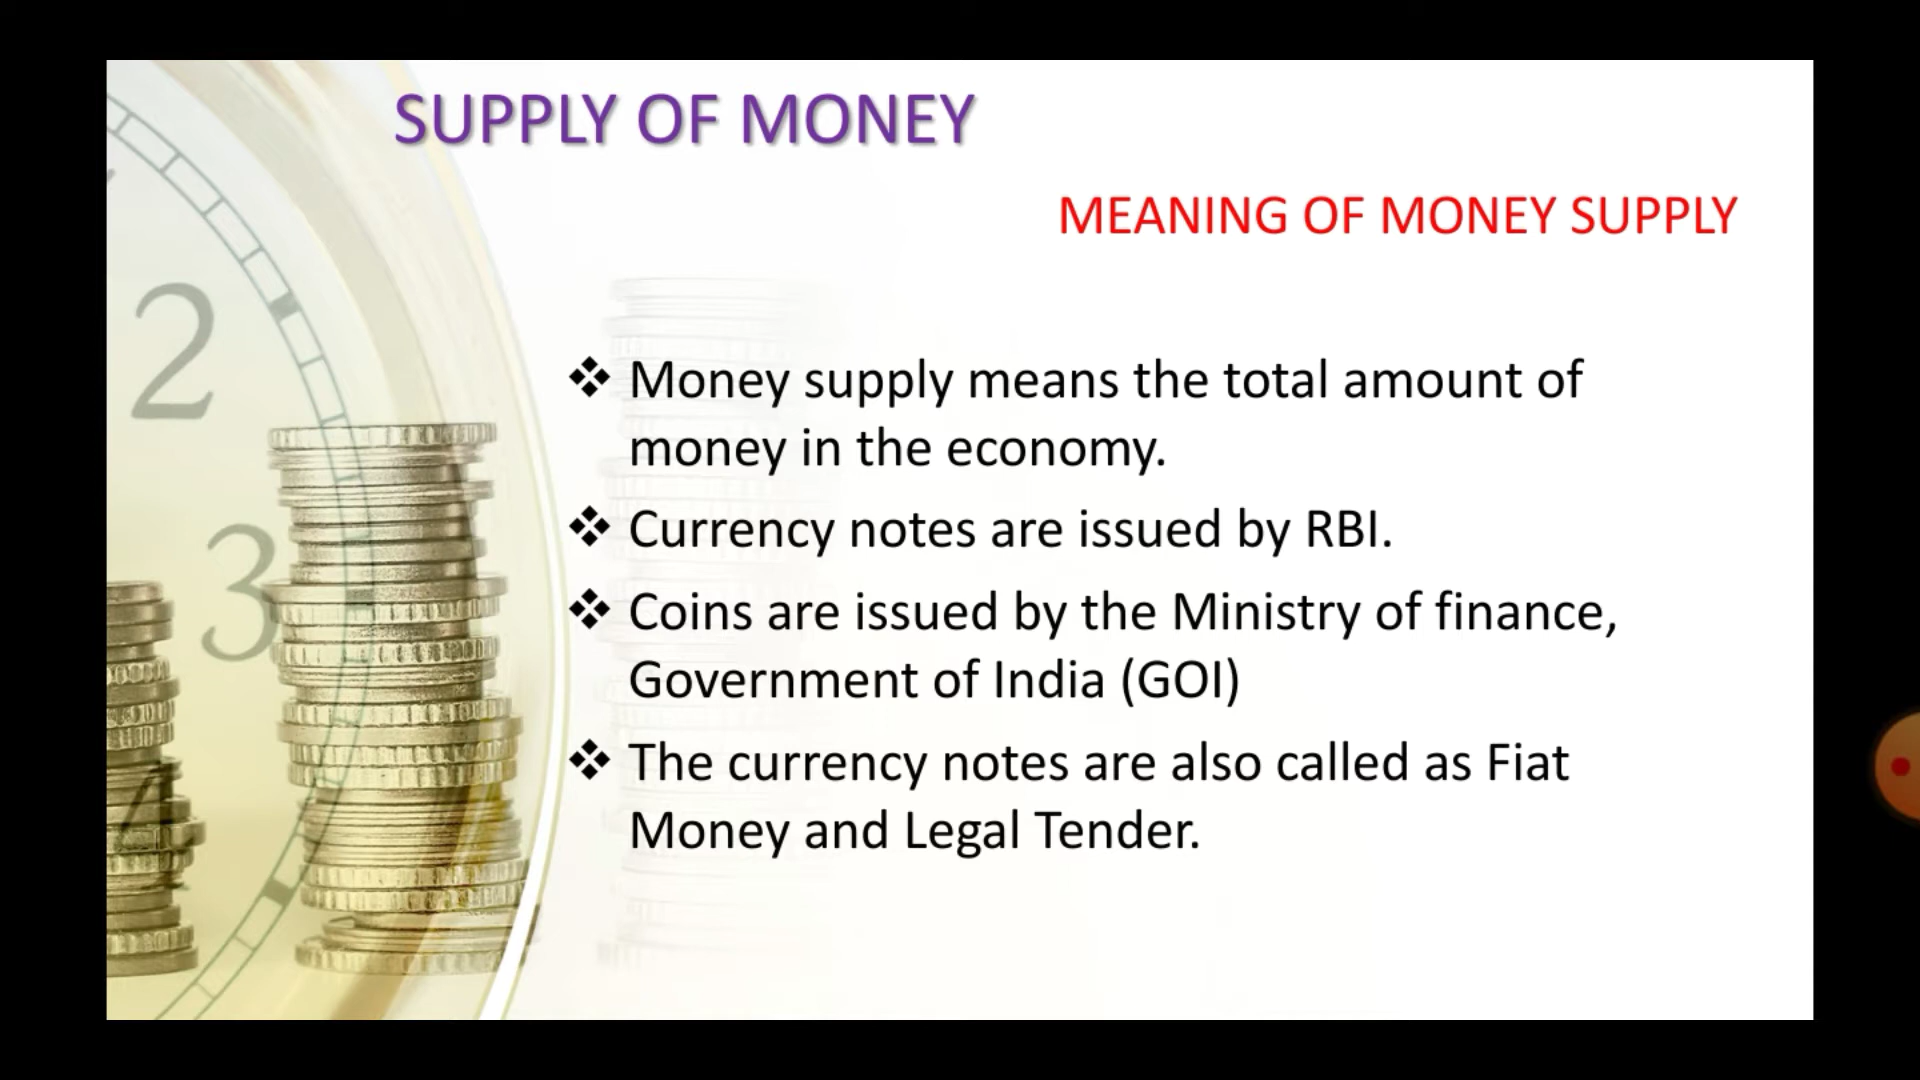 SUPPLY OF MONEY
MEANING OF MONEY SUPPLY
❖ Money supply means the total amount of
money in the economy.
❖ Currency notes are issued by RBI.
❖ Coins are issued by the Ministry of finance,
Government of India (GOI)
❖ The currency notes are also called as Fiat
Money and Legal Tender.
2
3